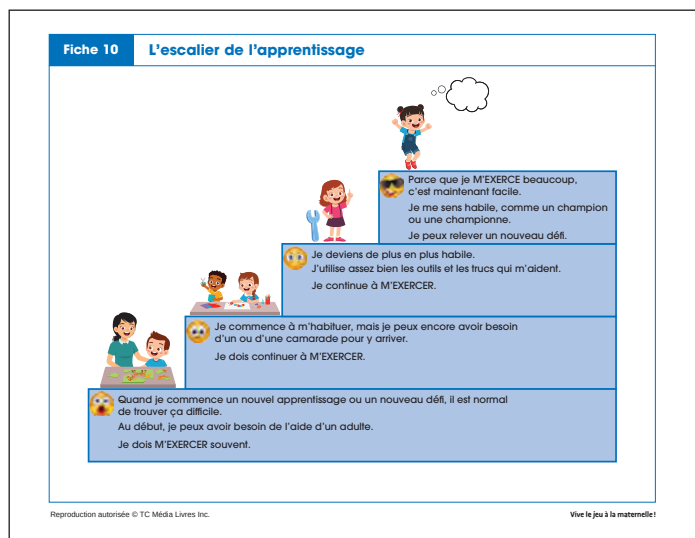 Fiche 10
L'escalier de l'apprentissage
Parce que je M'EXERCE beaucoup,
c'est maintenant facile.
Je me sens habile, comme un champion
ou une championne.
Je peux relever un nouveau défi.
Je deviens de plus en plus habile.
J'utilise assez bien les outils et les trucs qui m'aident.
Je continue à M'EXERCER.
Je commence à m'habituer, mais je peux encore avoir besoin
d'un ou d'une camarade pour y arriver.
Je dois continuer à M'EXERCER.
Quand je commence un nouvel apprentissage ou un nouveau défi, il est normal
de trouver ça difficile.
Au début, je peux avoir besoin de l'aide d'un adulte.
Je dois M'EXERCER souvent.
Reproduction autorisée © TC Média Livres Inc.
Vive le jeu à la maternelle!